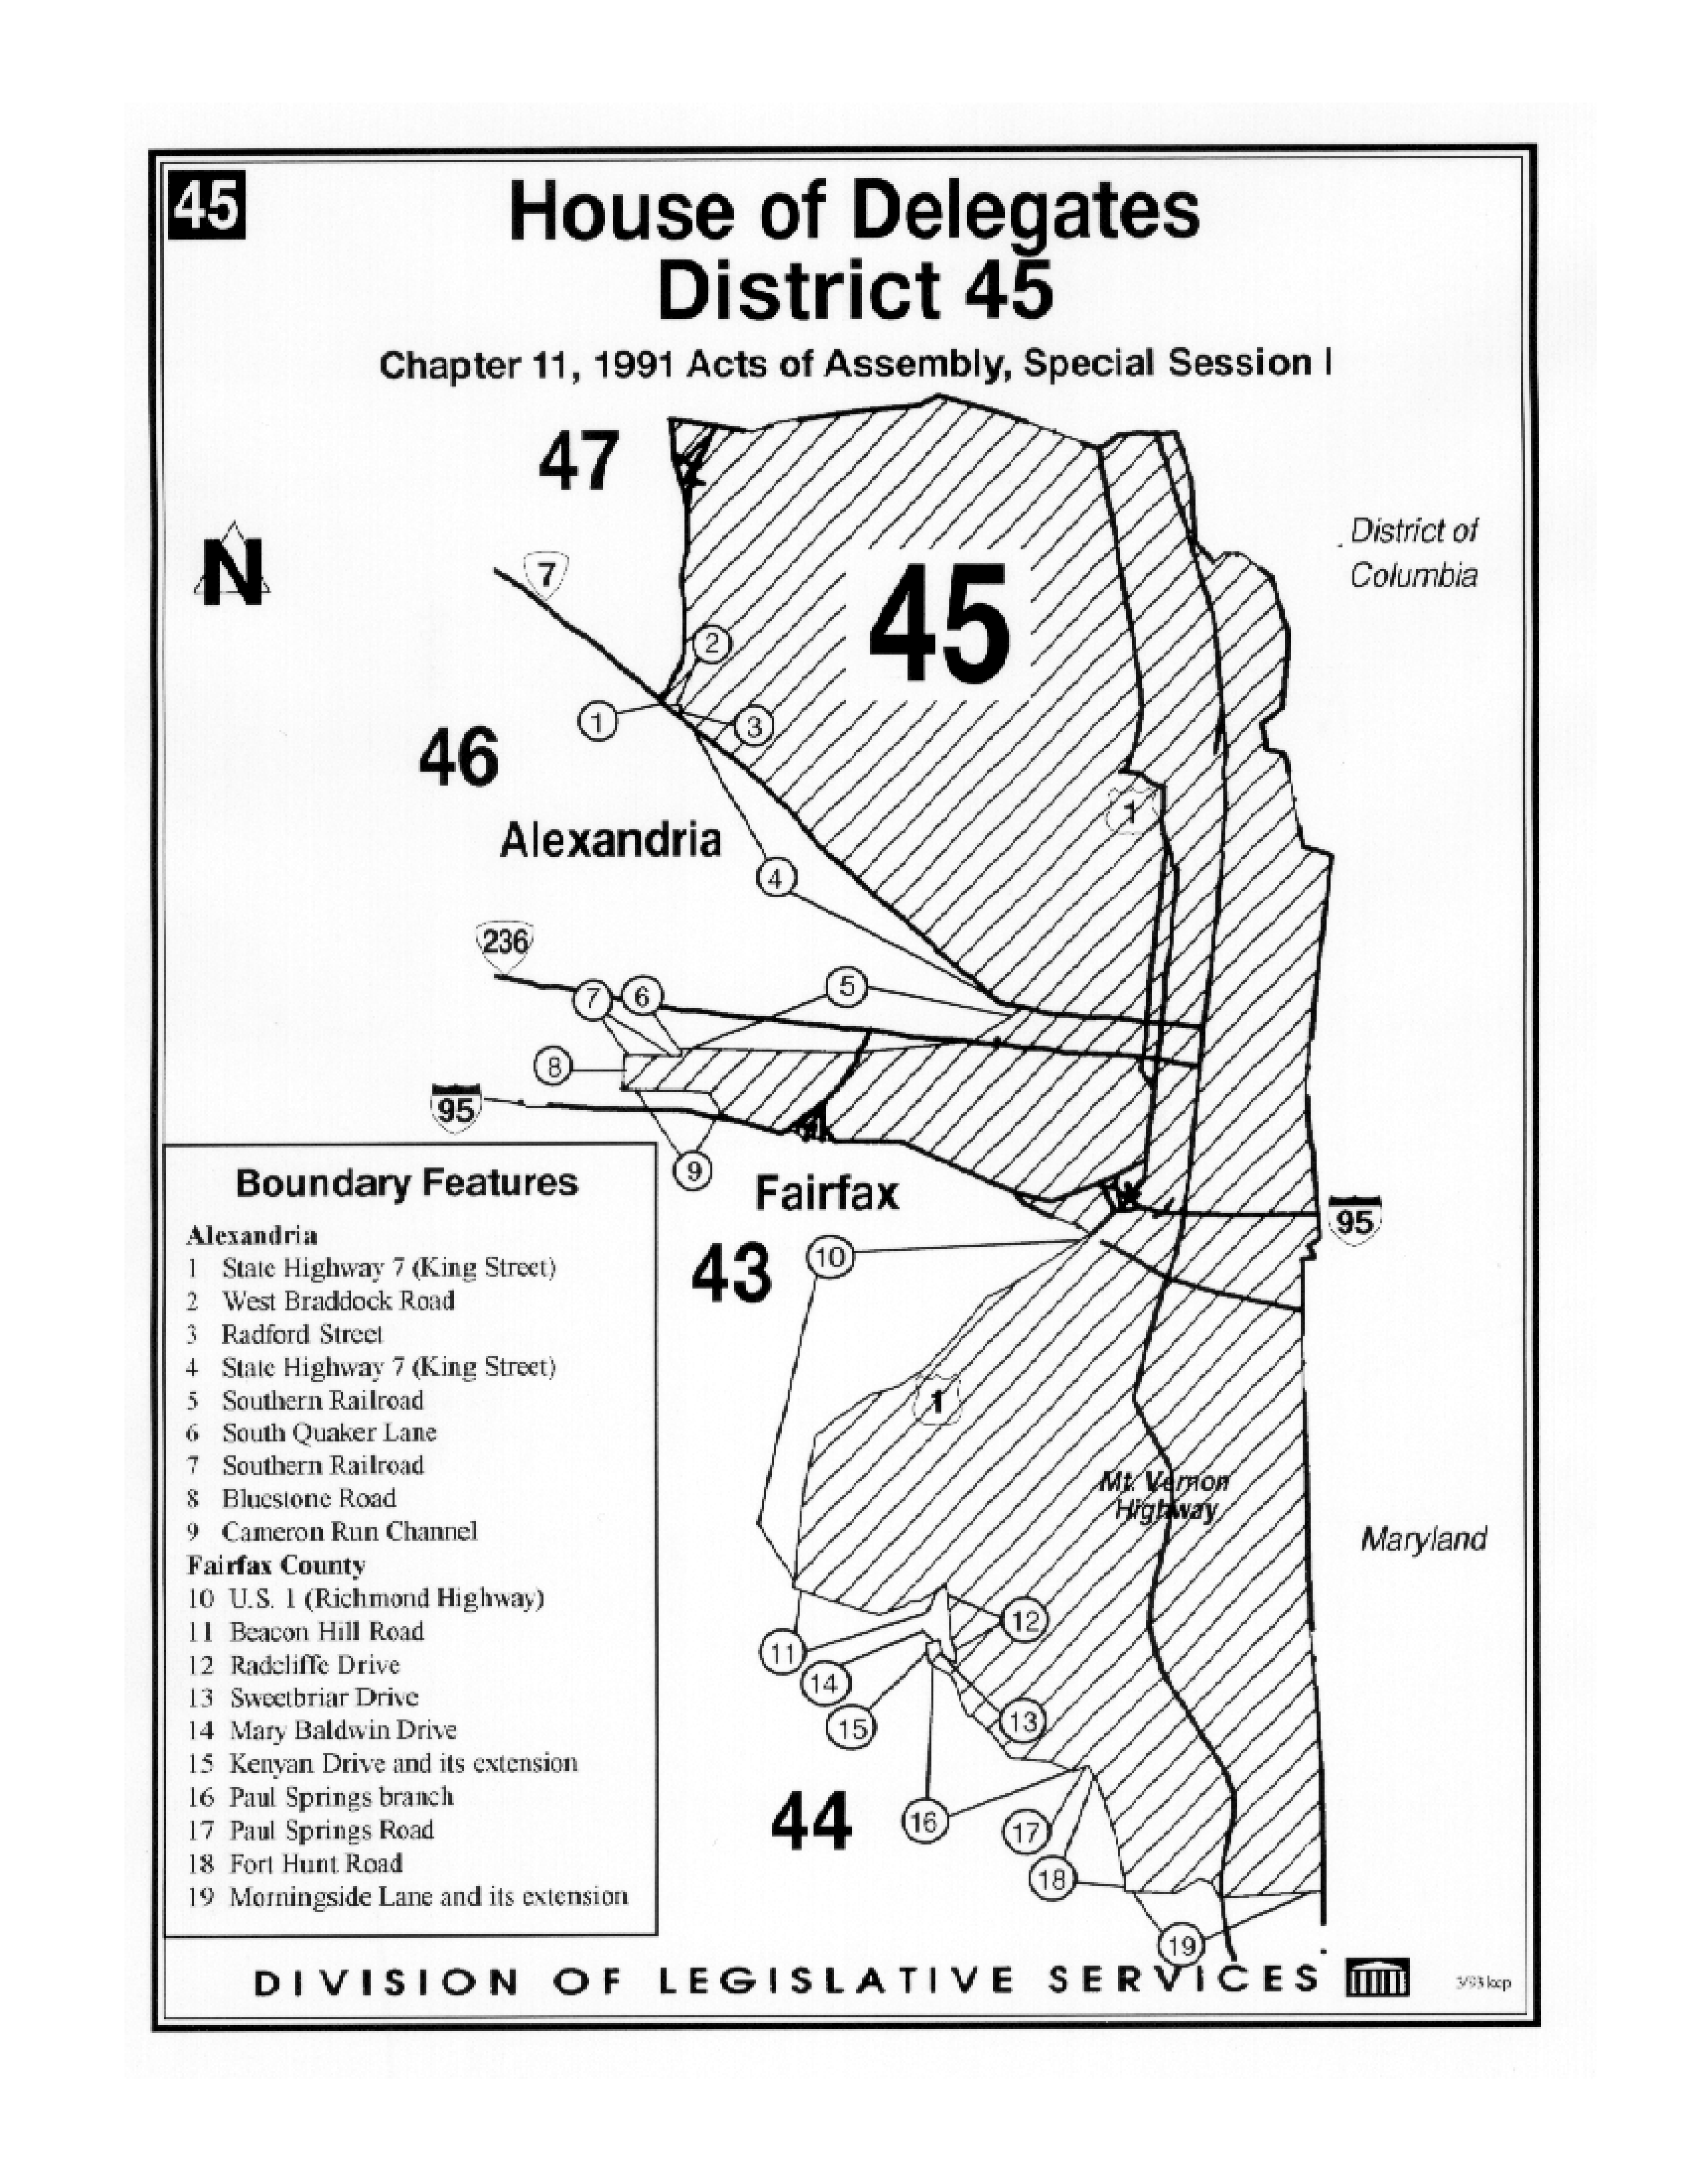 45
House of Delegates
District 45
Chapter 11, 1991 Acts of Assembly, Special Session I
47
District of
Columbia
N
7
45
2
1
3
46
1
Alexandria
4
236
7
6
5
8
95
9
Fairfax
95
10
43
1
Mt. Vernon
Highway
Maryland
12
11
14
15
13
44
16
17
18
19
Boundary Features
Alexandria
1 State Highway 7 (King Street)
2 West Braddock Road
3 Radford Street
4 State Highway 7 (King Street)
5 Southern Railroad
6 South Quaker Lane
7 Southern Railroad
8 Bluestone Road
9 Cameron Run Channel
Fairfax County
10 U.S. 1 (Richmond Highway)
11 Beacon Hill Road
12 Radcliffe Drive
13 Sweetbriar Drive
14 Mary Baldwin Drive
15 Kenyan Drive and its extension
16 Paul Springs branch
17 Paul Springs Road
18 Fort Hunt Road
19 Morningside Lane and its extension
DIVISION OF LEGISLATIVE SERVICES
3/93 kcp